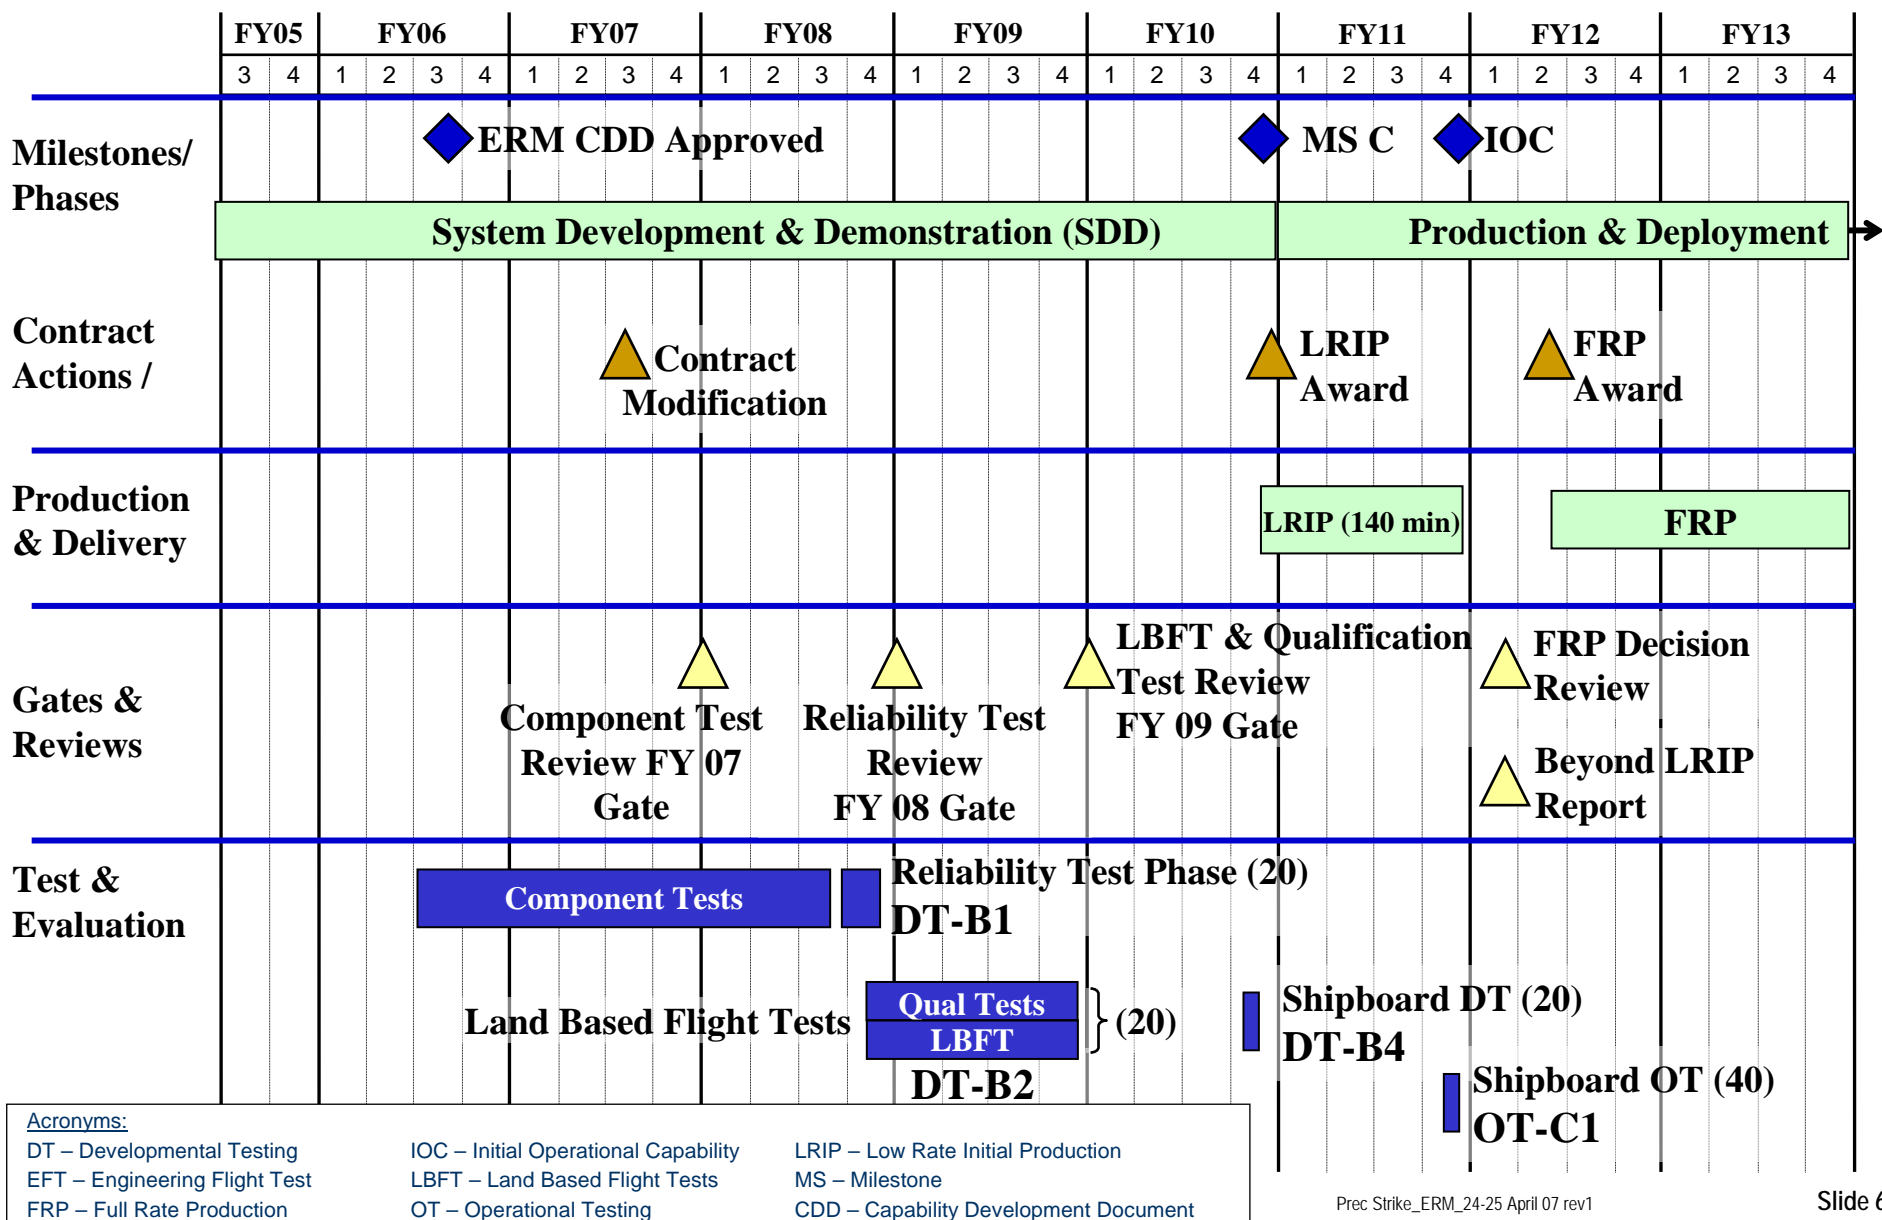 FY05 FY06 FY07 FY08 FY09 FY10 FY11 FY12 FY13
3 4 1 2 3 4 1 2 3 4 1 2 3 4 1 2 3 4 1 2 3 4 1 2 3 4 1 2 3 4 1 2 3 4
Milestones/
Phases
ERM CDD Approved
MS C
IOC
System Development & Demonstration (SDD)
Production & Deployment
Contract
Actions /
Contract
Modification
LRIP
Award
FRP
Award
Production
& Delivery
LRIP (140 min)
FRP
Gates &
Reviews
Component Test
Review FY 07
Gate
Reliability Test
Review
FY 08 Gate
LBFT & Qualification
Test Review
FY 09 Gate
FRP Decision
Review
Beyond LRIP
Report
Test &
Evaluation
Component Tests
Reliability Test Phase (20)
DT-B1
Land Based Flight Tests
Qual Tests
LBFT
(20)
DT-B2
Shipboard DT (20)
DT-B4
Shipboard OT (40)
OT-C1
Acronyms:
DT – Developmental Testing
EFT – Engineering Flight Test
FRP – Full Rate Production
IOC – Initial Operational Capability
LBFT – Land Based Flight Tests
OT – Operational Testing
LRIP – Low Rate Initial Production
MS – Milestone
CDD – Capability Development Document
Prec Strike_ERM_24-25 April 07 rev1
Slide 6